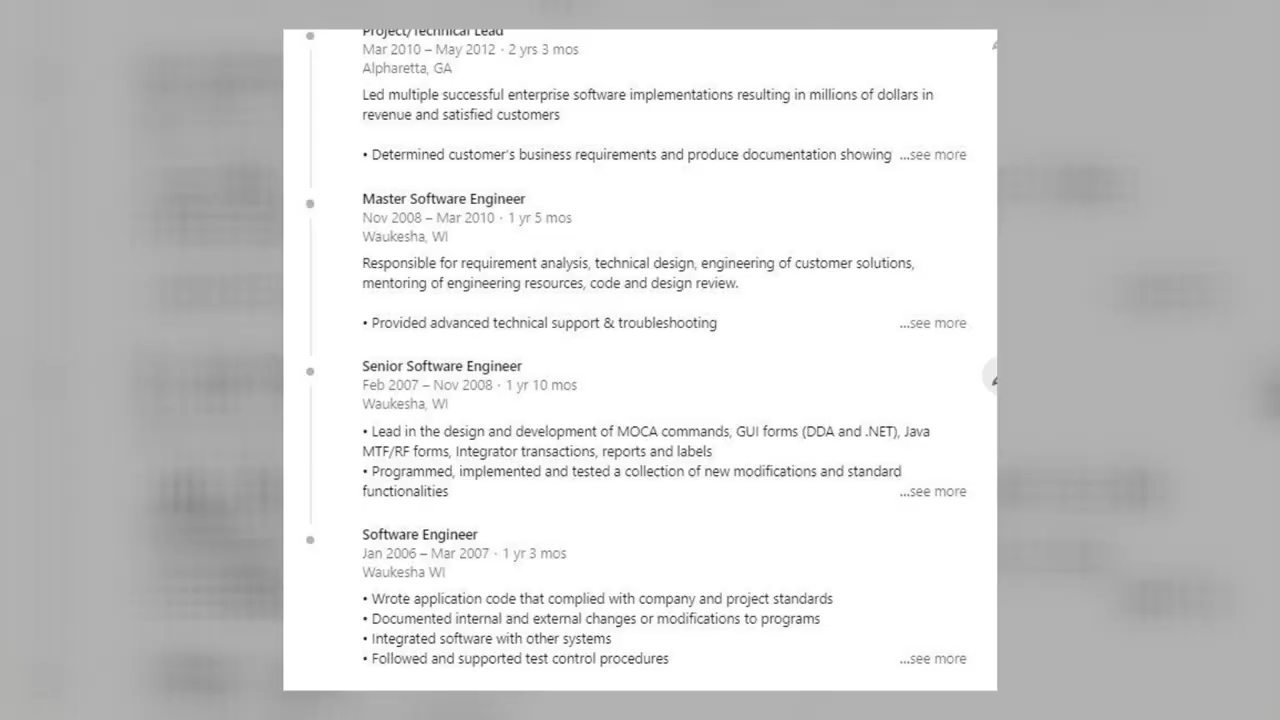 Project/Technical Lead
Mar 2010 – May 2012 · 2 yrs 3 mos
Alpharetta, GA
Led multiple successful enterprise software implementations resulting in millions of dollars in
revenue and satisfied customers
• Determined customer's business requirements and produce documentation showing ...see more
Master Software Engineer
Nov 2008 – Mar 2010 · 1 yr 5 mos
Waukesha, WI
Responsible for requirement analysis, technical design, engineering of customer solutions,
mentoring of engineering resources, code and design review.
• Provided advanced technical support & troubleshooting ...see more
Senior Software Engineer
Feb 2007 – Nov 2008 · 1 yr 10 mos
Waukesha, WI
• Lead in the design and development of MOCA commands, GUI forms (DDA and .NET), Java
MTF/RF forms, Integrator transactions, reports and labels
• Programmed, implemented and tested a collection of new modifications and standard
functionalities ...see more
Software Engineer
Jan 2006 – Mar 2007 · 1 yr 3 mos
Waukesha WI
• Wrote application code that complied with company and project standards
• Documented internal and external changes or modifications to programs
• Integrated software with other systems
• Followed and supported test control procedures ...see more